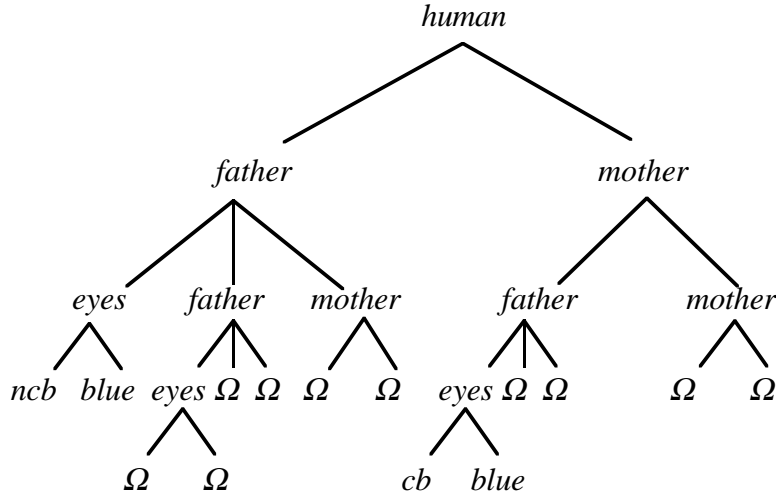 human
father mother
eyes father mother father mother
ncb blue eyes Ω Ω Ω Ω eyes Ω Ω Ω Ω
Ω Ω cb blue